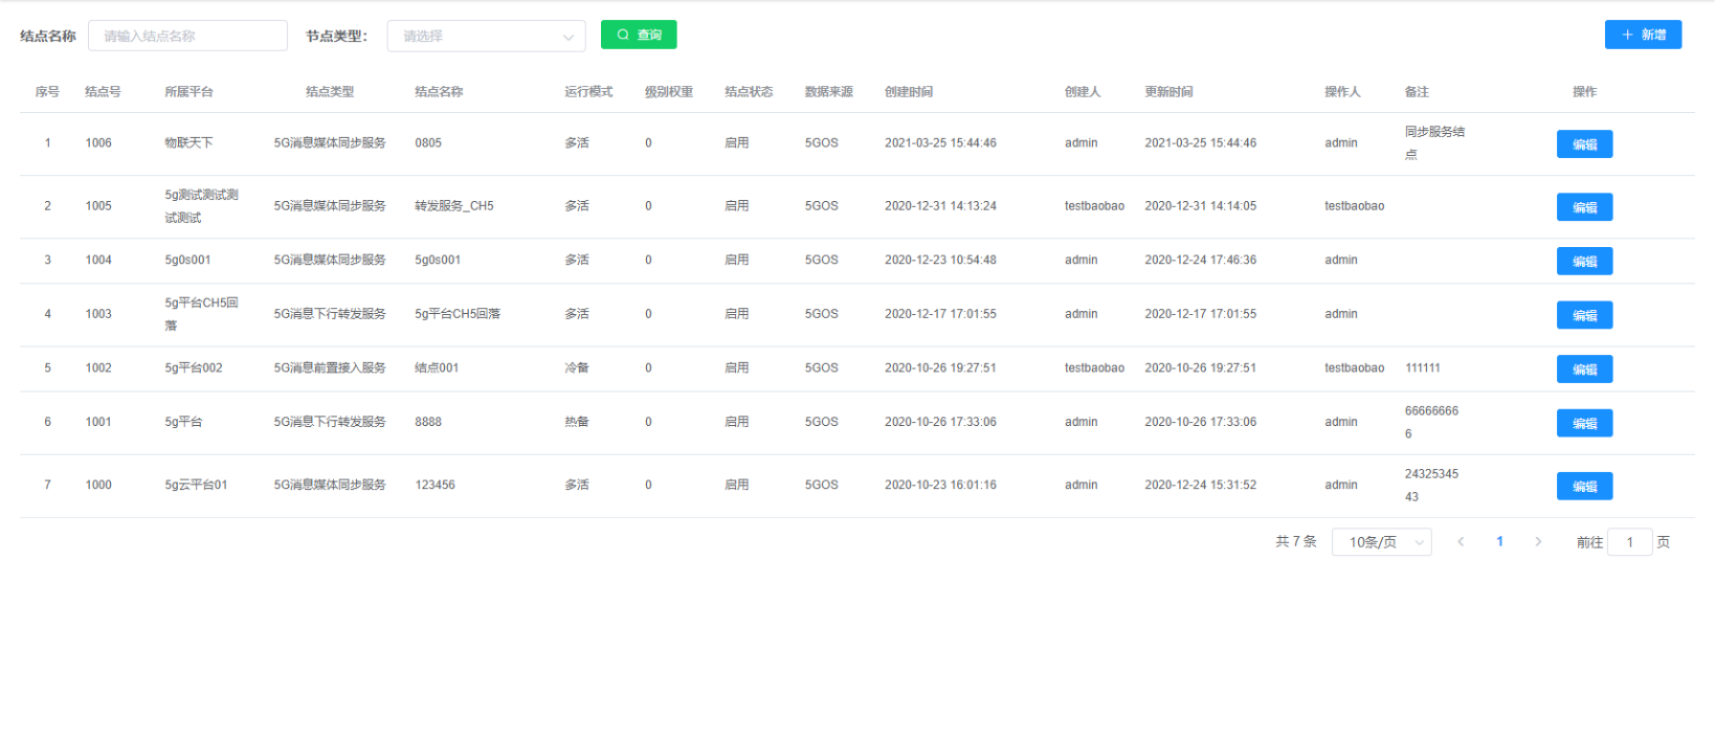 结点名称 请输入结点名称 节点类型: 请选择 查询 新增
序号 结点号 所属平台 结点类型 结点名称 运行模式 级别权重 结点状态 数据来源 创建时间 创建人 更新时间 操作人 备注 操作
1 1006 物联天下 5G消息媒体同步服务 0805 多活 0 启用 5GOS 2021-03-25 15:44:46 admin 2021-03-25 15:44:46 admin 同步服务结
点 编辑
2 1005 5g测试测试测
试测试 5G消息媒体同步服务 转发服务_CH5 多活 0 启用 5GOS 2020-12-31 14:13:24 testbaobao 2020-12-31 14:14:05 testbaobao 编辑
3 1004 5g0s001 5G消息媒体同步服务 5g0s001 多活 0 启用 5GOS 2020-12-23 10:54:48 admin 2020-12-24 17:46:36 admin 编辑
4 1003 5g平台CH5回
落 5G消息下行转发服务 5g平台CH5回落 多活 0 启用 5GOS 2020-12-17 17:01:55 admin 2020-12-17 17:01:55 admin 编辑
5 1002 5g平台002 5G消息前置接入服务 结点001 冷备 0 启用 5GOS 2020-10-26 19:27:51 testbaobao 2020-10-26 19:27:51 testbaobao 111111 编辑
6 1001 5g平台 5G消息下行转发服务 8888 热备 0 启用 5GOS 2020-10-26 17:33:06 admin 2020-10-26 17:33:06 admin 66666666
6 编辑
7 1000 5g云平台01 5G消息媒体同步服务 123456 多活 0 启用 5GOS 2020-10-23 16:01:16 admin 2020-12-24 15:31:52 admin 24325345
43 编辑
共 7 条 10条/页 1 前往 1 页